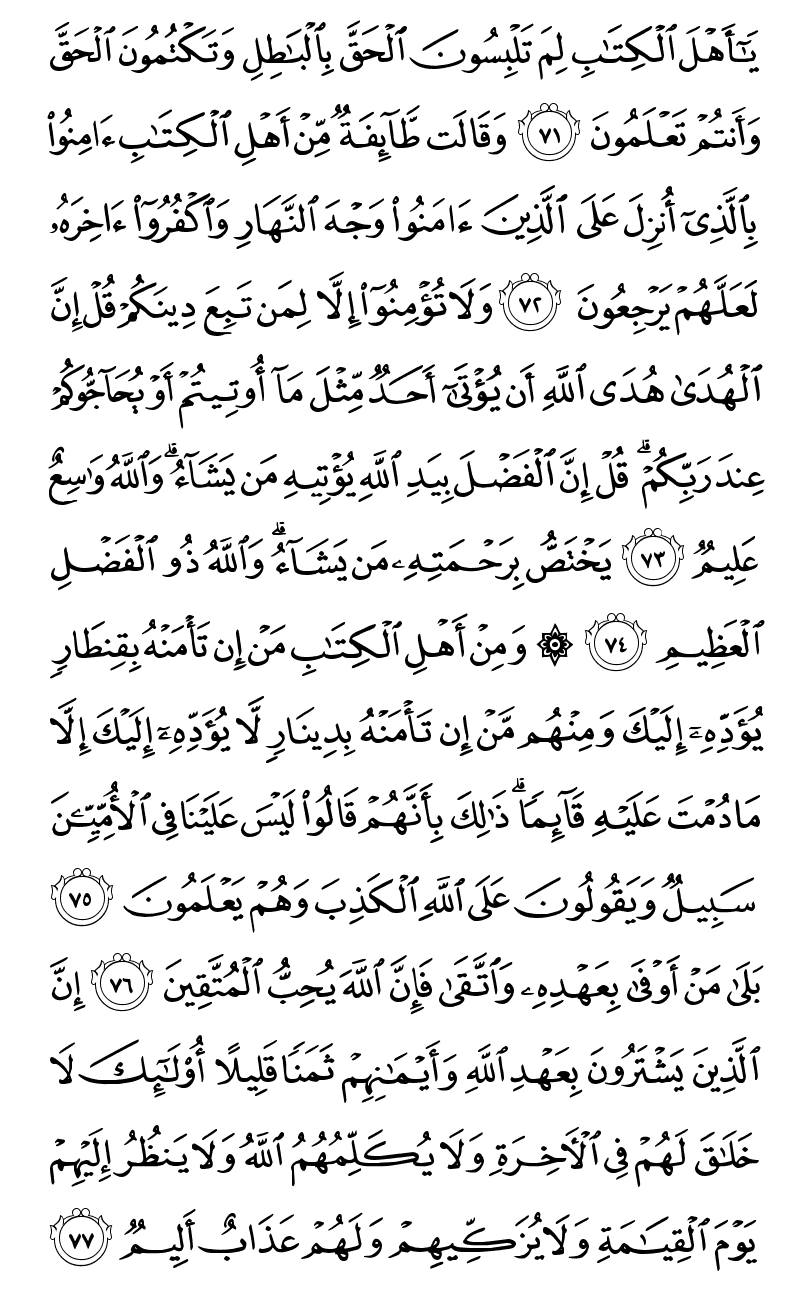 يَـٰٓأَهْلَ ٱلْكِتَـٰبِ لِمَ تَلْبِسُونَ ٱلْحَقَّ بِٱلْبَـٰطِلِ وَتَكْتُمُونَ ٱلْحَقَّ
وَأَنتُمْ تَعْلَمُونَ ٧١ وَقَالَت طَّآئِفَةٌ مِّنْ أَهْلِ ٱلْكِتَـٰبِ ءَامِنُوا۟
بِٱلَّذِىٓ أُنزِلَ عَلَى ٱلَّذِينَ ءَامَنُوا۟ وَجْهَ ٱلنَّهَارِ وَٱكْفُرُوٓا۟ ءَاخِرَهُۥ
لَعَلَّهُمْ يَرْجِعُونَ ٧٢ وَلَا تُؤْمِنُوٓا۟ إِلَّا لِمَن تَبِعَ دِينَكُمْ قُلْ إِنَّ
ٱلْهُدَىٰ هُدَى ٱللَّهِ أَن يُؤْتَىٰٓ أَحَدٌ مِّثْلَ مَآ أُوتِيتُمْ أَوْ يُحَآجُّوكُمْ
عِندَ رَبِّكُمْ ۗ قُلْ إِنَّ ٱلْفَضْلَ بِيَدِ ٱللَّهِ يُؤْتِيهِ مَن يَشَآءُ ۗ وَٱللَّهُ وَٰسِعٌ
عَلِيمٌ ٧٣ يَخْتَصُّ بِرَحْمَتِهِۦ مَن يَشَآءُ ۗ وَٱللَّهُ ذُو ٱلْفَضْلِ
ٱلْعَظِيمِ ٧٤ ۞ وَمِنْ أَهْلِ ٱلْكِتَـٰبِ مَنْ إِن تَأْمَنْهُ بِقِنطَارٍ
يُؤَدِّهِۦٓ إِلَيْكَ وَمِنْهُم مَّنْ إِن تَأْمَنْهُ بِدِينَارٍ لَّا يُؤَدِّهِۦٓ إِلَيْكَ إِلَّا
مَا دُمْتَ عَلَيْهِ قَآئِمًا ۗ ذَٰلِكَ بِأَنَّهُمْ قَالُوا۟ لَيْسَ عَلَيْنَا فِى ٱلْأُمِّيِّـۧنَ
سَبِيلٌ وَيَقُولُونَ عَلَى ٱللَّهِ ٱلْكَذِبَ وَهُمْ يَعْلَمُونَ ٧٥
بَلَىٰ مَنْ أَوْفَىٰ بِعَهْدِهِۦ وَٱتَّقَىٰ فَإِنَّ ٱللَّهَ يُحِبُّ ٱلْمُتَّقِينَ ٧٦ إِنَّ
ٱلَّذِينَ يَشْتَرُونَ بِعَهْدِ ٱللَّهِ وَأَيْمَـٰنِهِمْ ثَمَنًا قَلِيلًا أُو۟لَـٰٓئِكَ لَا
خَلَـٰقَ لَهُمْ فِى ٱلْـَٔاخِرَةِ وَلَا يُكَلِّمُهُمُ ٱللَّهُ وَلَا يَنظُرُ إِلَيْهِمْ
يَوْمَ ٱلْقِيَـٰمَةِ وَلَا يُزَكِّيهِمْ وَلَهُمْ عَذَابٌ أَلِيمٌ ٧٧